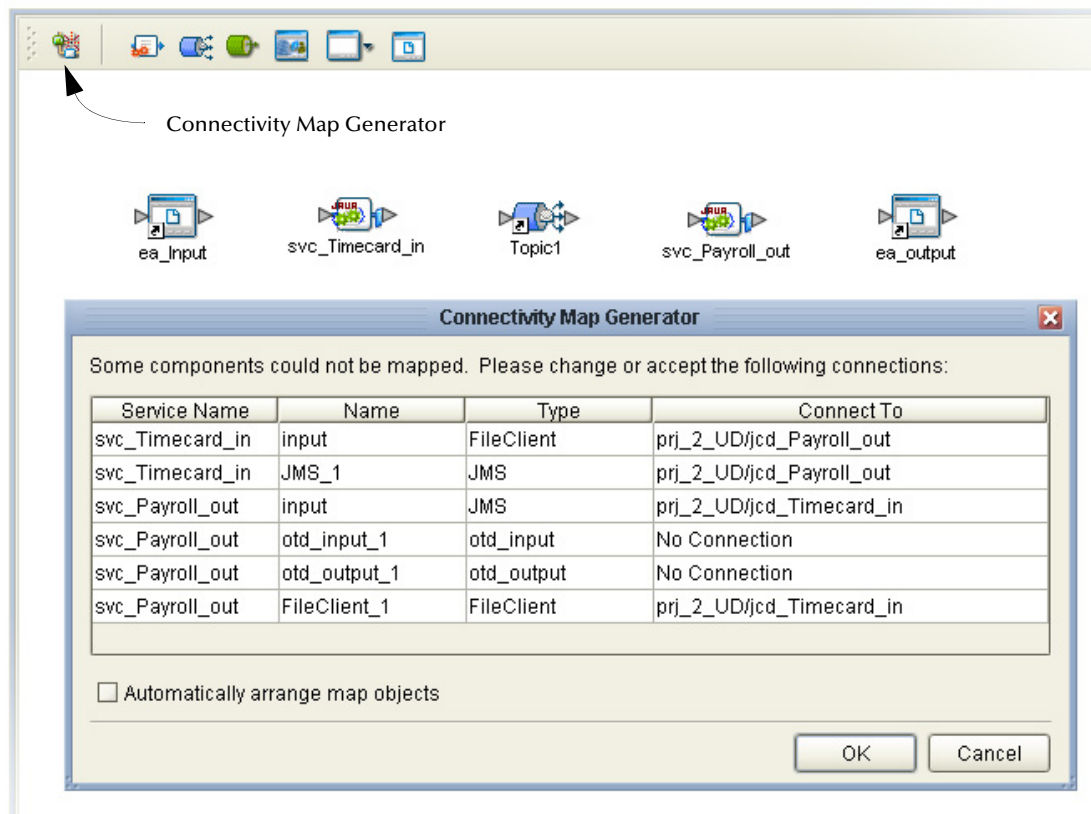 Connectivity Map Generator
ea_Input
svc_Timecard_in
Topic1
svc_Payroll_out
ea_output
Connectivity Map Generator
Some components could not be mapped. Please change or accept the following connections:
Service Name Name Type Connect To
svc_Timecard_in input FileClient prj_2_UD/jcd_Payroll_out
svc_Timecard_in JMS_1 JMS prj_2_UD/jcd_Payroll_out
svc_Payroll_out input JMS prj_2_UD/jcd_Timecard_in
svc_Payroll_out otd_input_1 otd_input No Connection
svc_Payroll_out otd_output_1 otd_output No Connection
svc_Payroll_out FileClient_1 FileClient prj_2_UD/jcd_Timecard_in
Automatically arrange map objects
OK Cancel